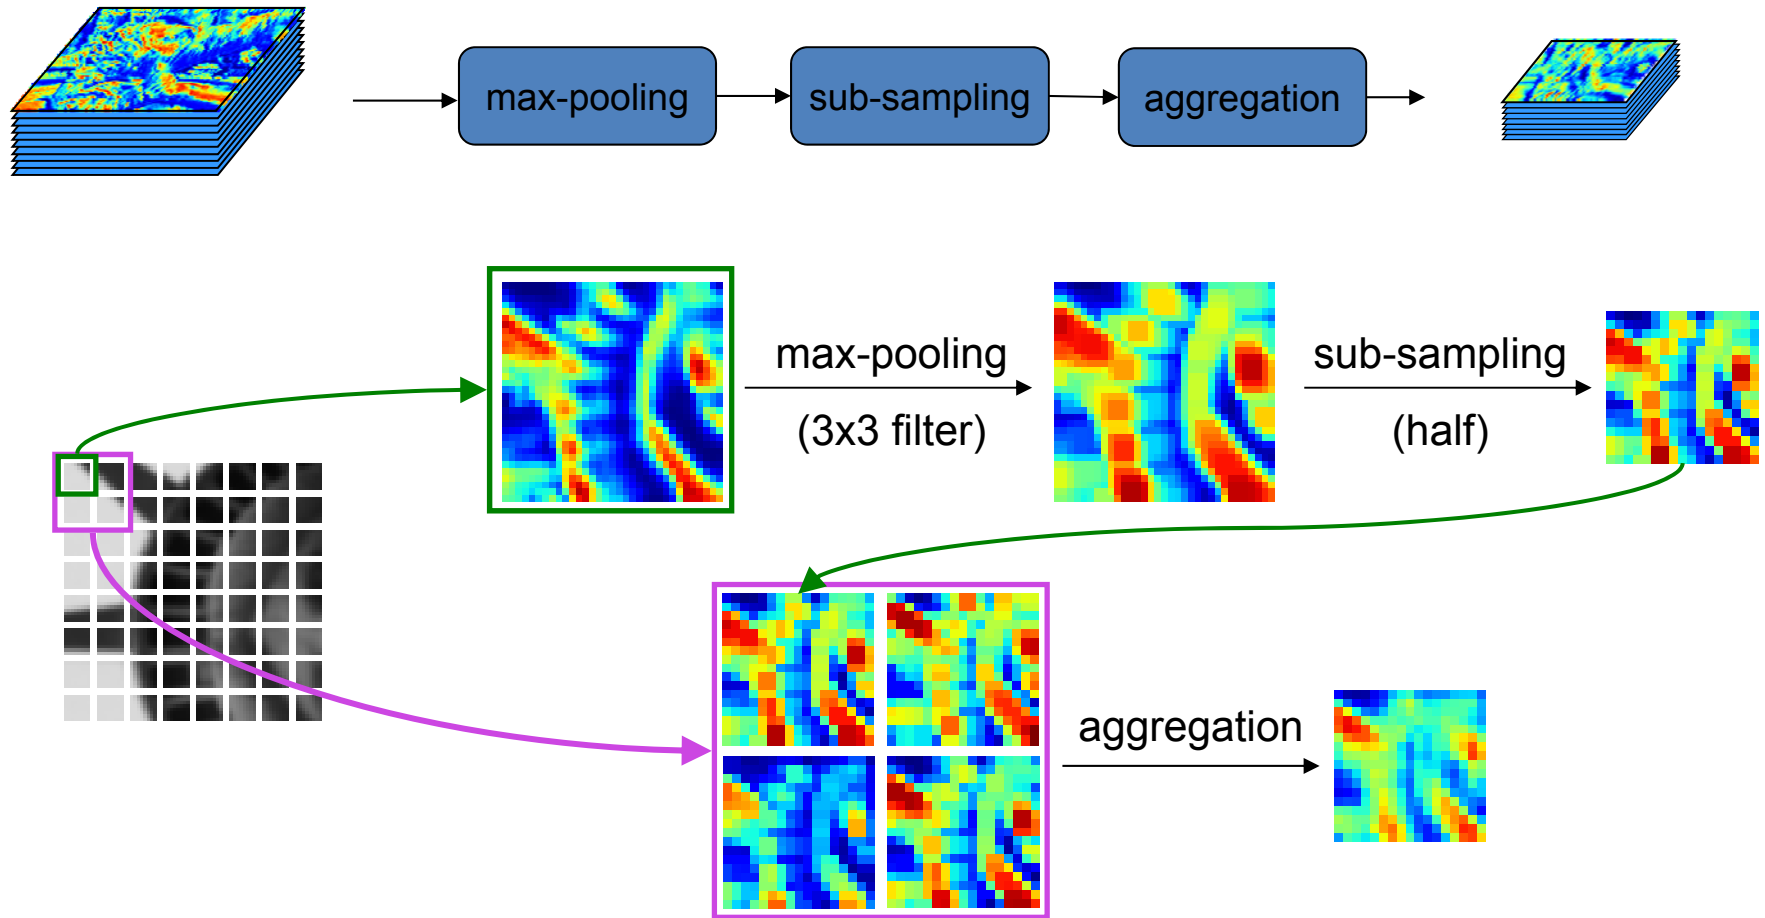 max-pooling
sub-sampling
aggregation
max-pooling
(3x3 filter)
sub-sampling
(half)
aggregation